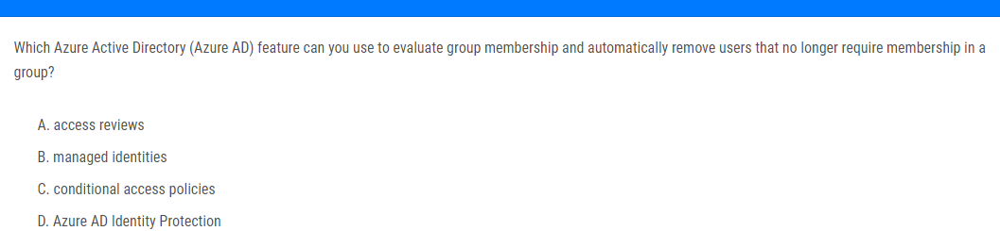 Which Azure Active Directory (Azure AD) feature can you use to evaluate group membership and automatically remove users that no longer require membership in a
group?
A. access reviews
B. managed identities
C. conditional access policies
D. Azure AD Identity Protection